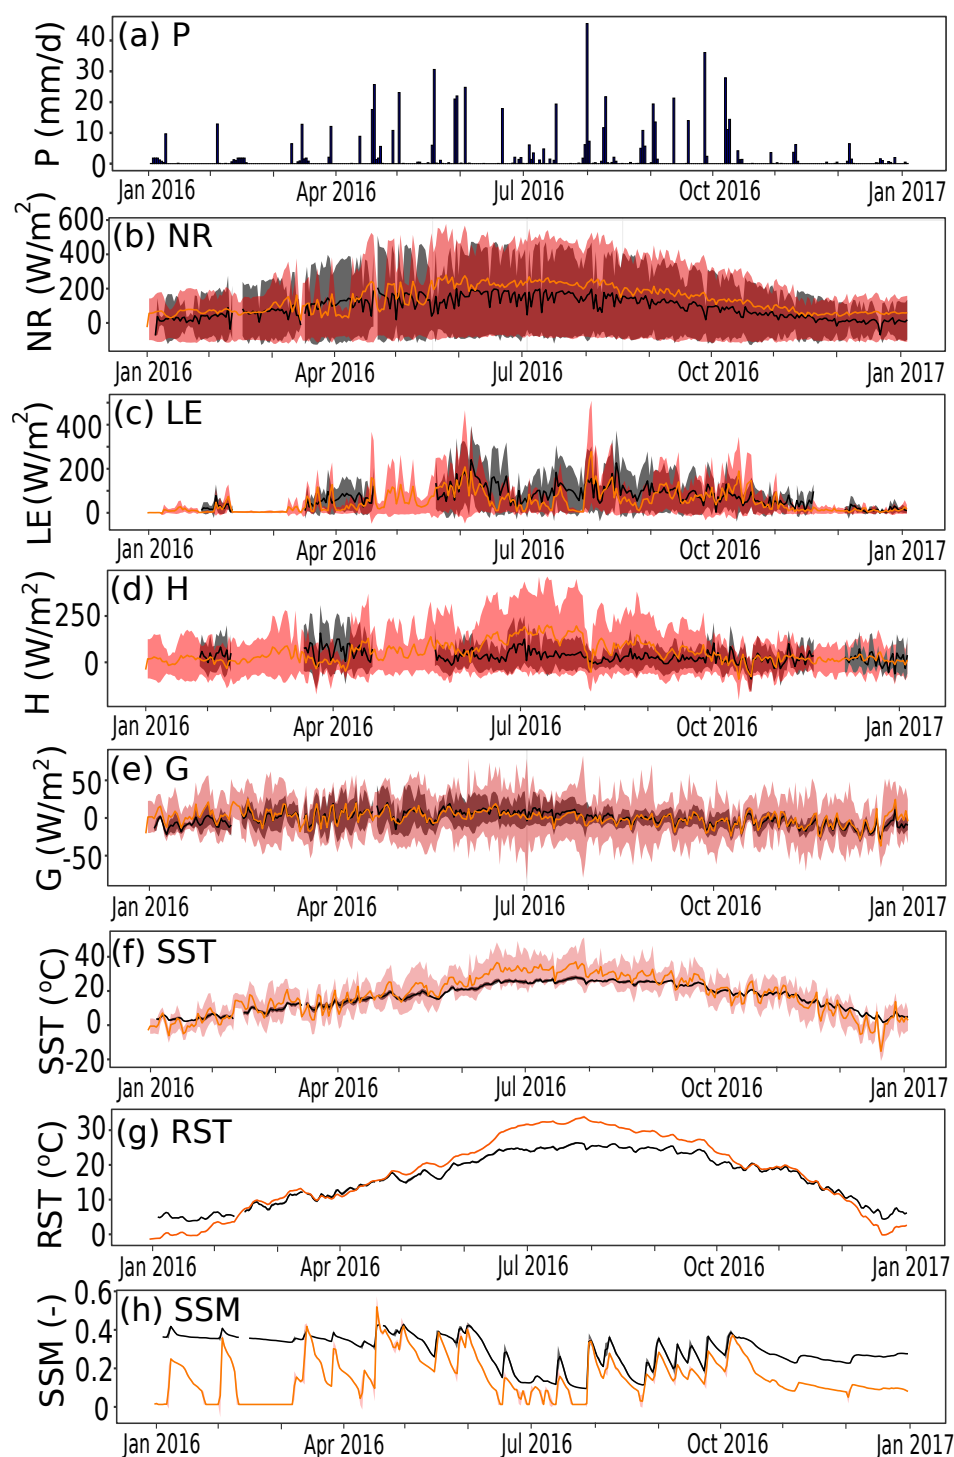 (a) P
P (mm/d)
40
30
20
10
0
Jan 2016 Apr 2016 Jul 2016 Oct 2016 Jan 2017
(b) NR
NR (W/m²)
600
400
200
0
Jan 2016 Apr 2016 Jul 2016 Oct 2016 Jan 2017
(c) LE
LE (W/m²)
400
200
0
Jan 2016 Apr 2016 Jul 2016 Oct 2016 Jan 2017
(d) H
H (W/m²)
250
0
Jan 2016 Apr 2016 Jul 2016 Oct 2016 Jan 2017
(e) G
G (W/m²)
50
0
-50
Jan 2016 Apr 2016 Jul 2016 Oct 2016 Jan 2017
(f) SST
SST (ºC)
40
20
0
-20
Jan 2016 Apr 2016 Jul 2016 Oct 2016 Jan 2017
(g) RST
RST (ºC)
30
20
10
0
Jan 2016 Apr 2016 Jul 2016 Oct 2016 Jan 2017
(h) SSM
SSM (-)
0.6
0.4
0.2
0
Jan 2016 Apr 2016 Jul 2016 Oct 2016 Jan 2017